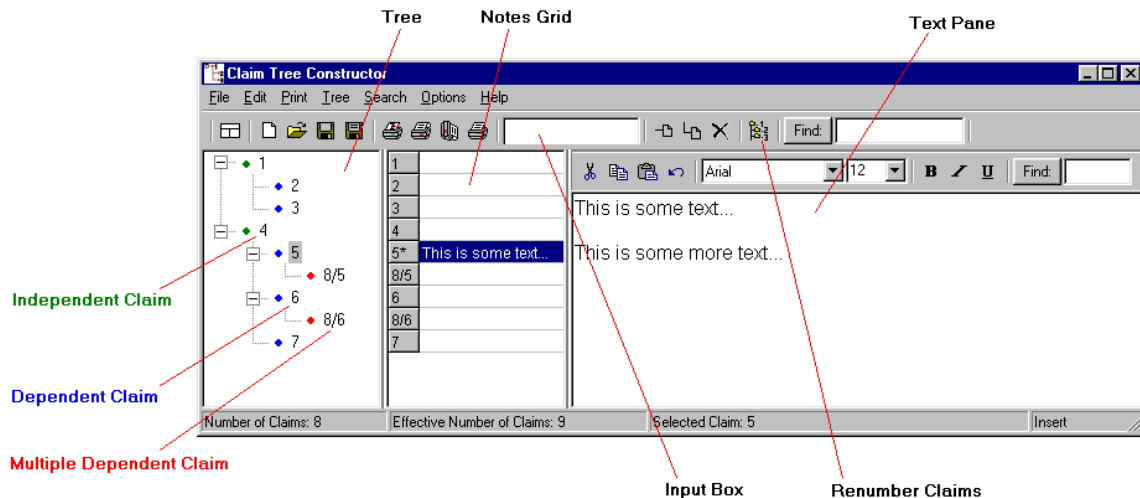 Tree
Notes Grid
Text Pane
Claim Tree Constructor
File Edit Print Tree Search Options Help
Find:
Arial 12 B I U Find:
1
2
3
4
5
8/5
6
8/6
7
1
2
3
4
5* This is some text...
8/5
6
8/6
7
This is some text...
This is some more text...
Independent Claim
Dependent Claim
Multiple Dependent Claim
Number of Claims: 8 Effective Number of Claims: 9 Selected Claim: 5 Insert
Input Box
Renumber Claims